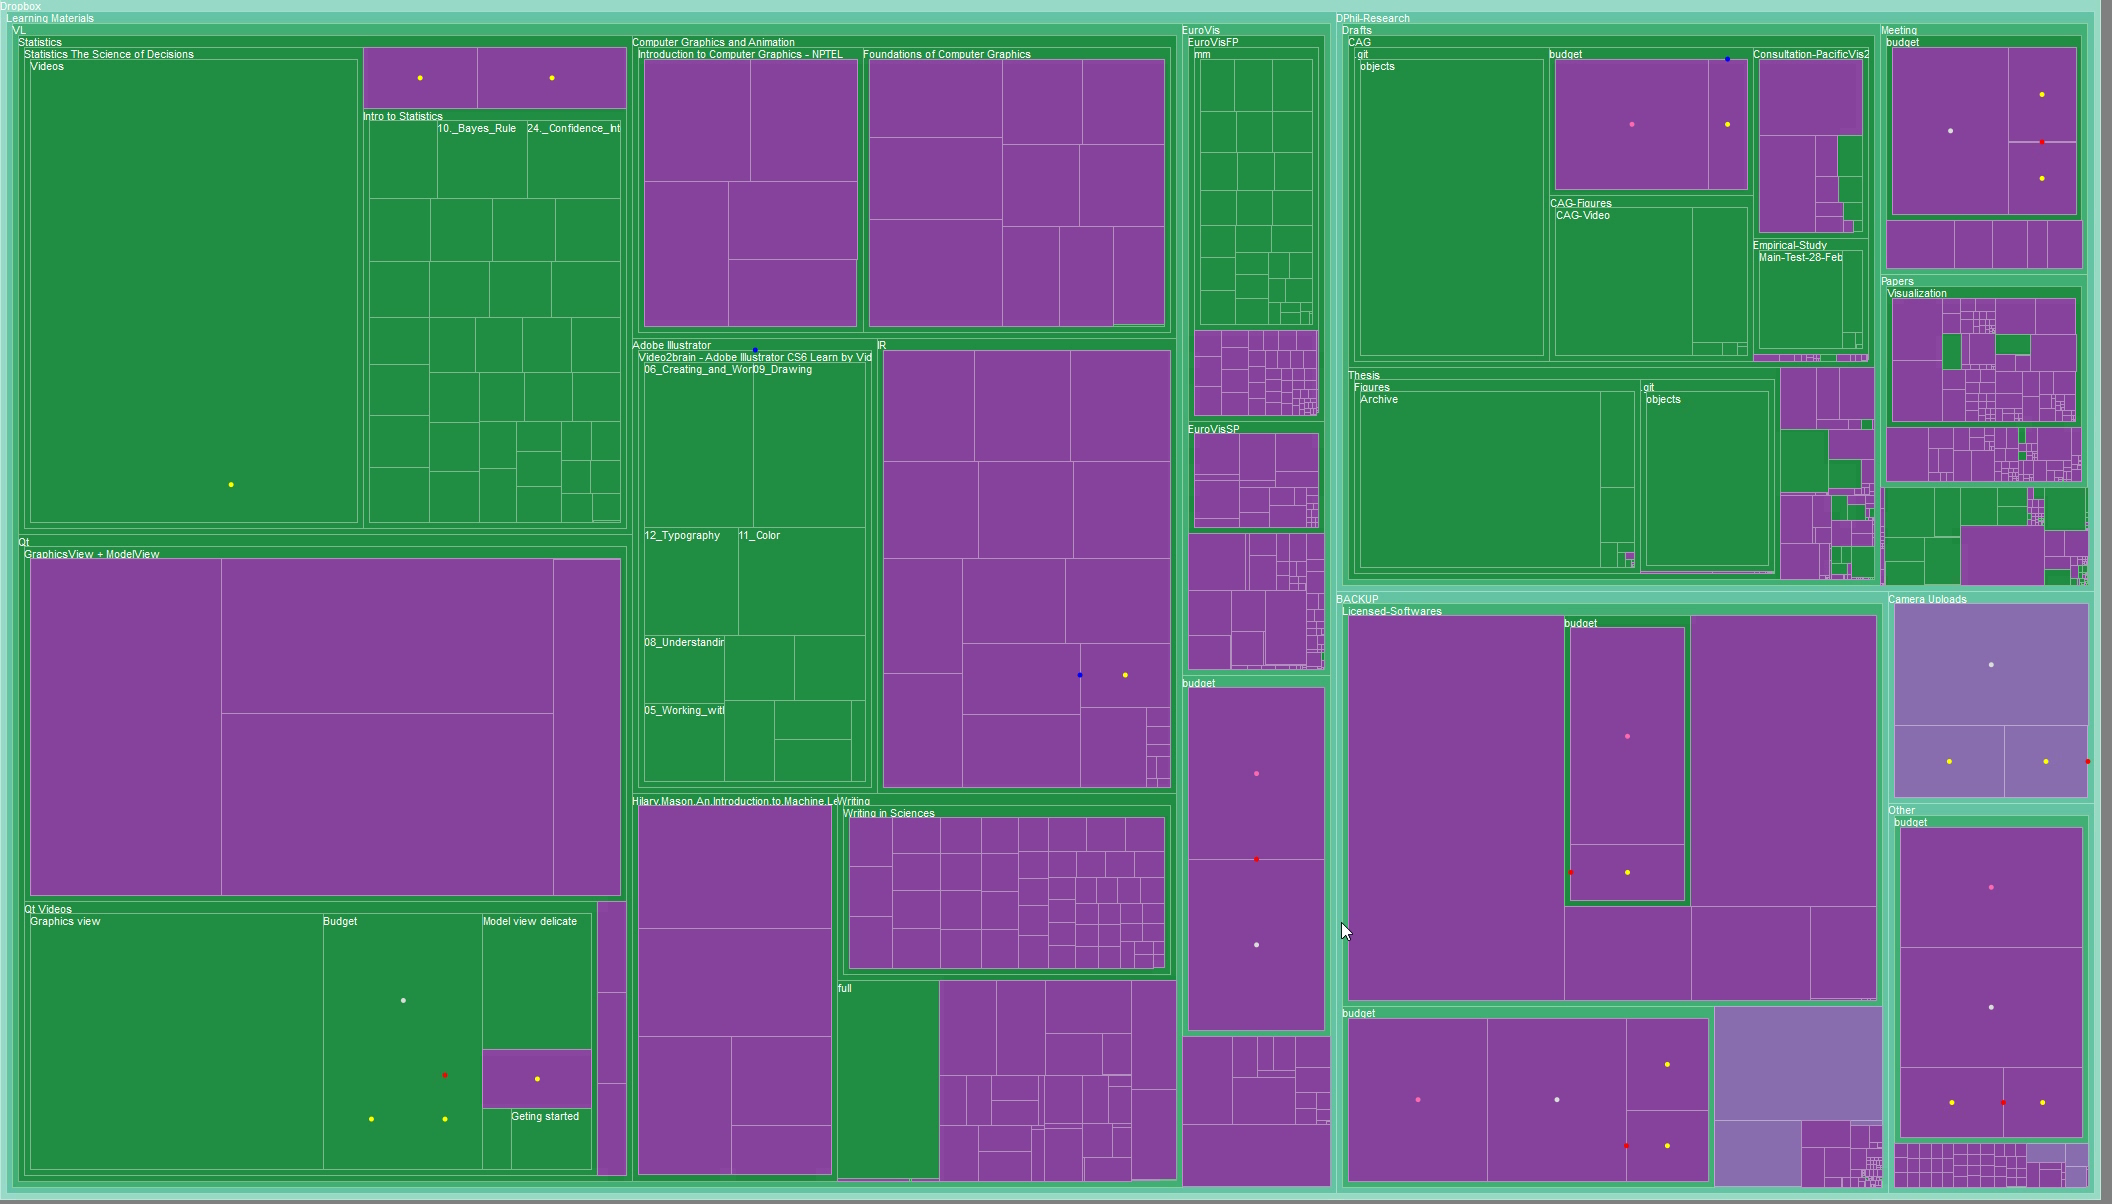 Dropbox
Learning Materials
VL
Statistics
Statistics The Science of Decisions
Videos
Intro to Statistics
10._Bayes_Rule
24._Confidence_Int
Qt
GraphicsView + ModelView
Qt Videos
Graphics view
Budget
Model view delicate
Geting started
Computer Graphics and Animation
Introduction to Computer Graphics - NPTEL
Foundations of Computer Graphics
Adobe Illustrator
Video2brain - Adobe Illustrator CS6 Learn by Vid
06_Creating_and_Worl
09_Drawing
12_Typography
11_Color
08_Understandir
05_Working_witl
IR
Hilary.Mason.An.Introduction.to.Machine.Le
Writing
Writing in Sciences
full
EuroVis
EuroVisFP
mm
EuroVisSP
budget
DPhil-Research
Drafts
CAG
.git
objects
budget
CAG-Figures
CAG-Video
Consultation-PacificVis2
Empirical-Study
Main-Test-28-Feb
Thesis
Figures
Archive
.git
objects
Meeting
budget
Papers
Visualization
BACKUP
Licensed-Softwares
budget
budget
Camera Uploads
Other
budget